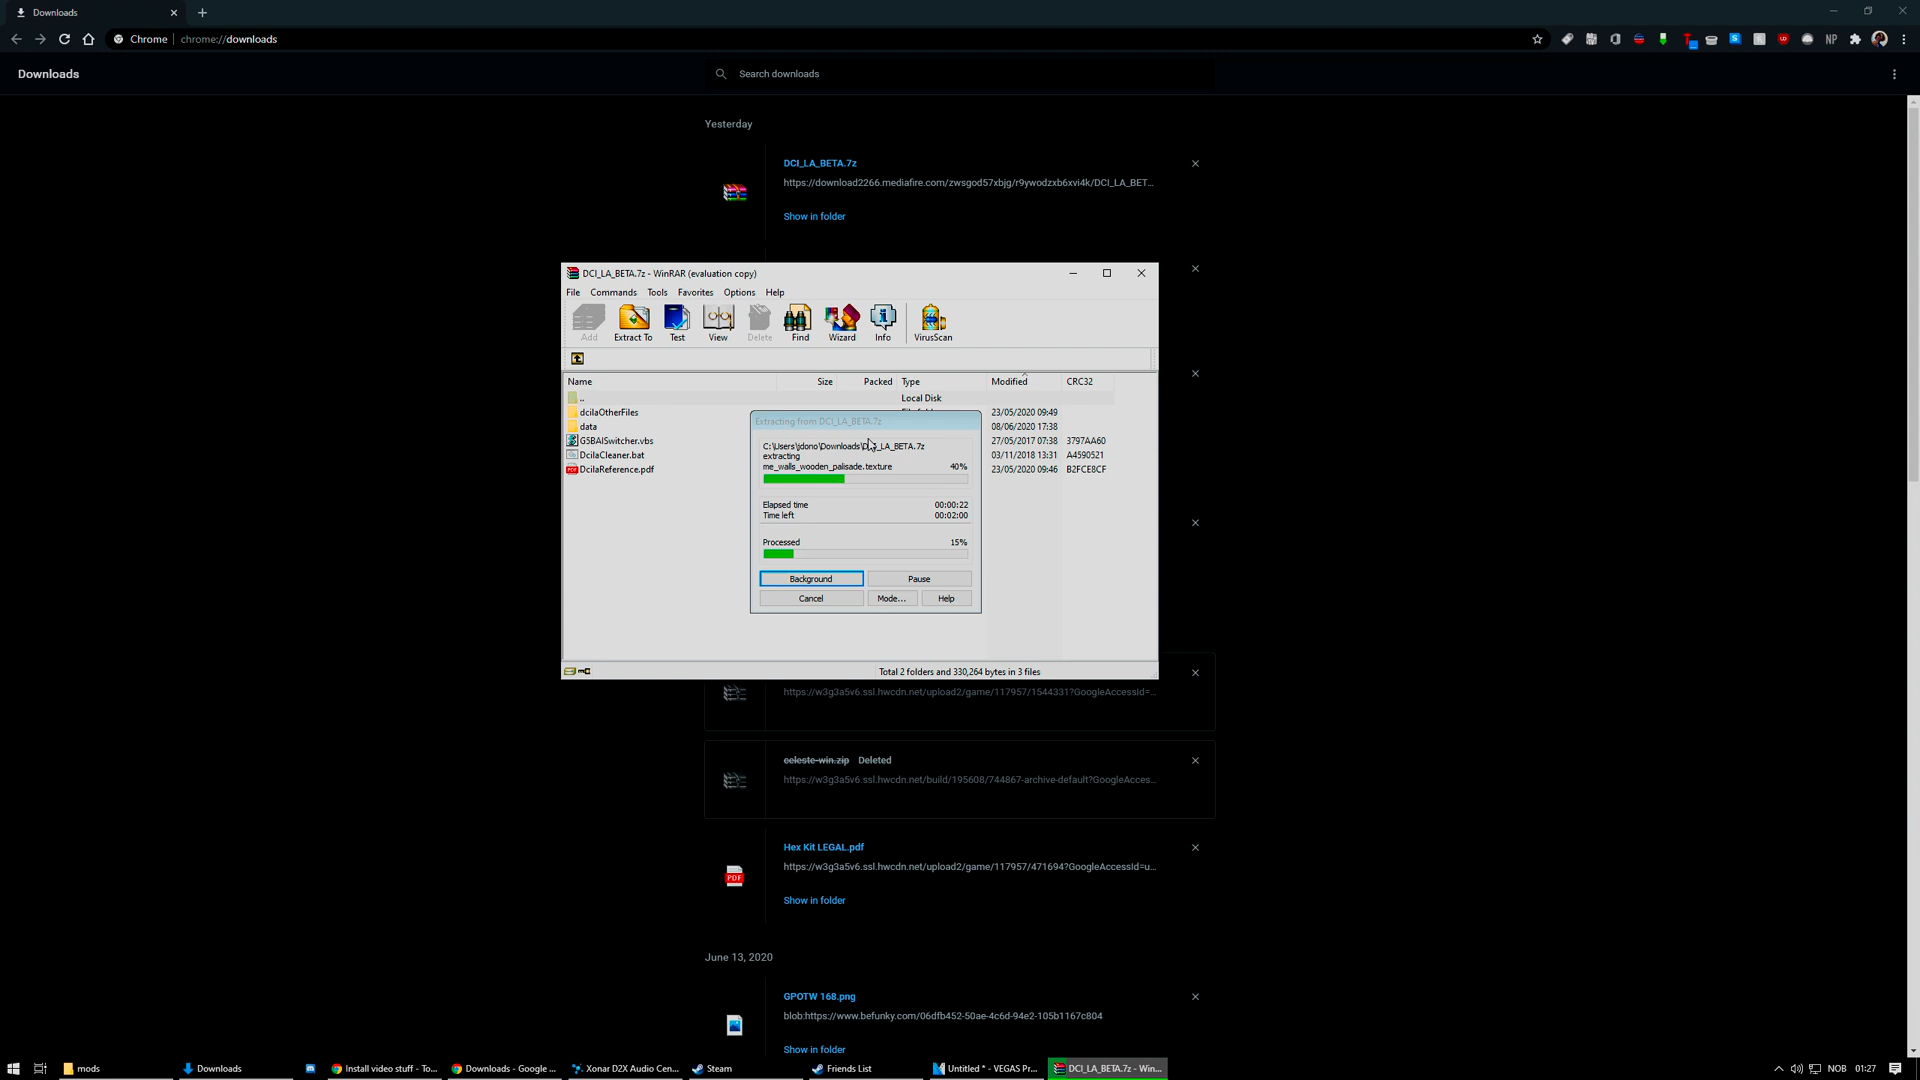 Downloads
Chrome
chrome://downloads
NP
Downloads
Search downloads
Yesterday
DCI_LA_BETA.7z
https://download2266.mediafire.com/zwsgod57xbjg/r9ywodzxb6xvi4k/DCI_LA_BET...
Show in folder
DCI_LA_BETA.7z - WinRAR (evaluation copy)
File Commands Tools Favorites Options Help
Add Extract To Test View Delete Find Wizard Info VirusScan
Name Size Packed Type Modified CRC32
.. Local Disk
dcilaOtherFiles 23/05/2020 09:49
data 08/06/2020 17:38
G5BAISwitcher.vbs 27/05/2017 07:38 3797AA60
DcilaCleaner.bat 03/11/2018 13:31 A4590521
DcilaReference.pdf 23/05/2020 09:46 B2FCE8CF
Extracting from DCI_LA_BETA.7z
C:\Users\jdono\Downloads\DCI_LA_BETA.7z
extracting
me_walls_wooden_palisade.texture 40%
Elapsed time 00:00:22
Time left 00:02:00
Processed 15%
Background Pause
Cancel Mode... Help
Total 2 folders and 330,264 bytes in 3 files
https://w3g3a5v6.ssl.hwcdn.net/upload2/game/117957/1544331?GoogleAccessId=...
celeste-win.zip Deleted
https://w3g3a5v6.ssl.hwcdn.net/build/195608/744867-archive-default?GoogleAcces...
Hex Kit LEGAL.pdf
https://w3g3a5v6.ssl.hwcdn.net/upload2/game/117957/471694?GoogleAccessId=u...
PDF
Show in folder
June 13, 2020
GPOTW 168.png
blob:https://www.befunky.com/06dfb452-50ae-4c6d-94e2-105b1167c804
Show in folder
mods
Downloads
Install video stuff - To...
Downloads - Google ...
Xonar D2X Audio Cen...
Steam
Friends List
Untitled * - VEGAS Pr...
DCI_LA_BETA.7z - Win...
NOB 01:27